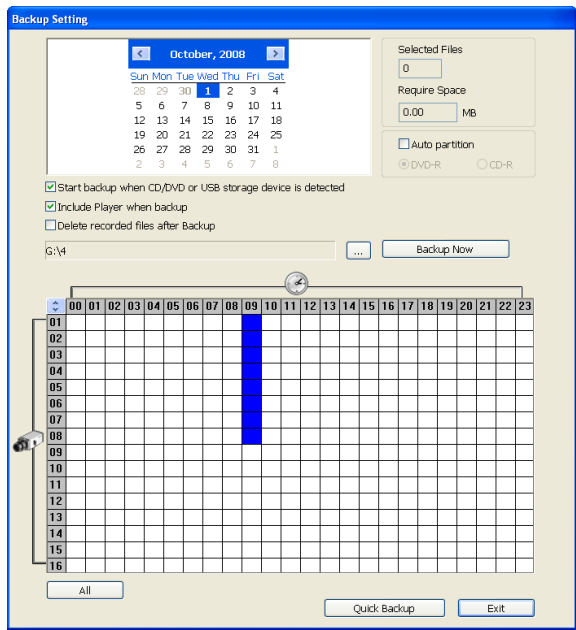 Backup Setting
October, 2008
Sun Mon Tue Wed Thu Fri Sat
28 29 30 1 2 3 4
5 6 7 8 9 10 11
12 13 14 15 16 17 18
19 20 21 22 23 24 25
26 27 28 29 30 31 1
2 3 4 5 6 7 8
Selected Files
0
Require Space
0.00 MB
Auto partition
DVD-R CD-R
Start backup when CD/DVD or USB storage device is detected
Include Player when backup
Delete recorded files after Backup
G:\4 ... Backup Now
00 01 02 03 04 05 06 07 08 09 10 11 12 13 14 15 16 17 18 19 20 21 22 23
01
02
03
04
05
06
07
08
09
10
11
12
13
14
15
16
All
Quick Backup Exit